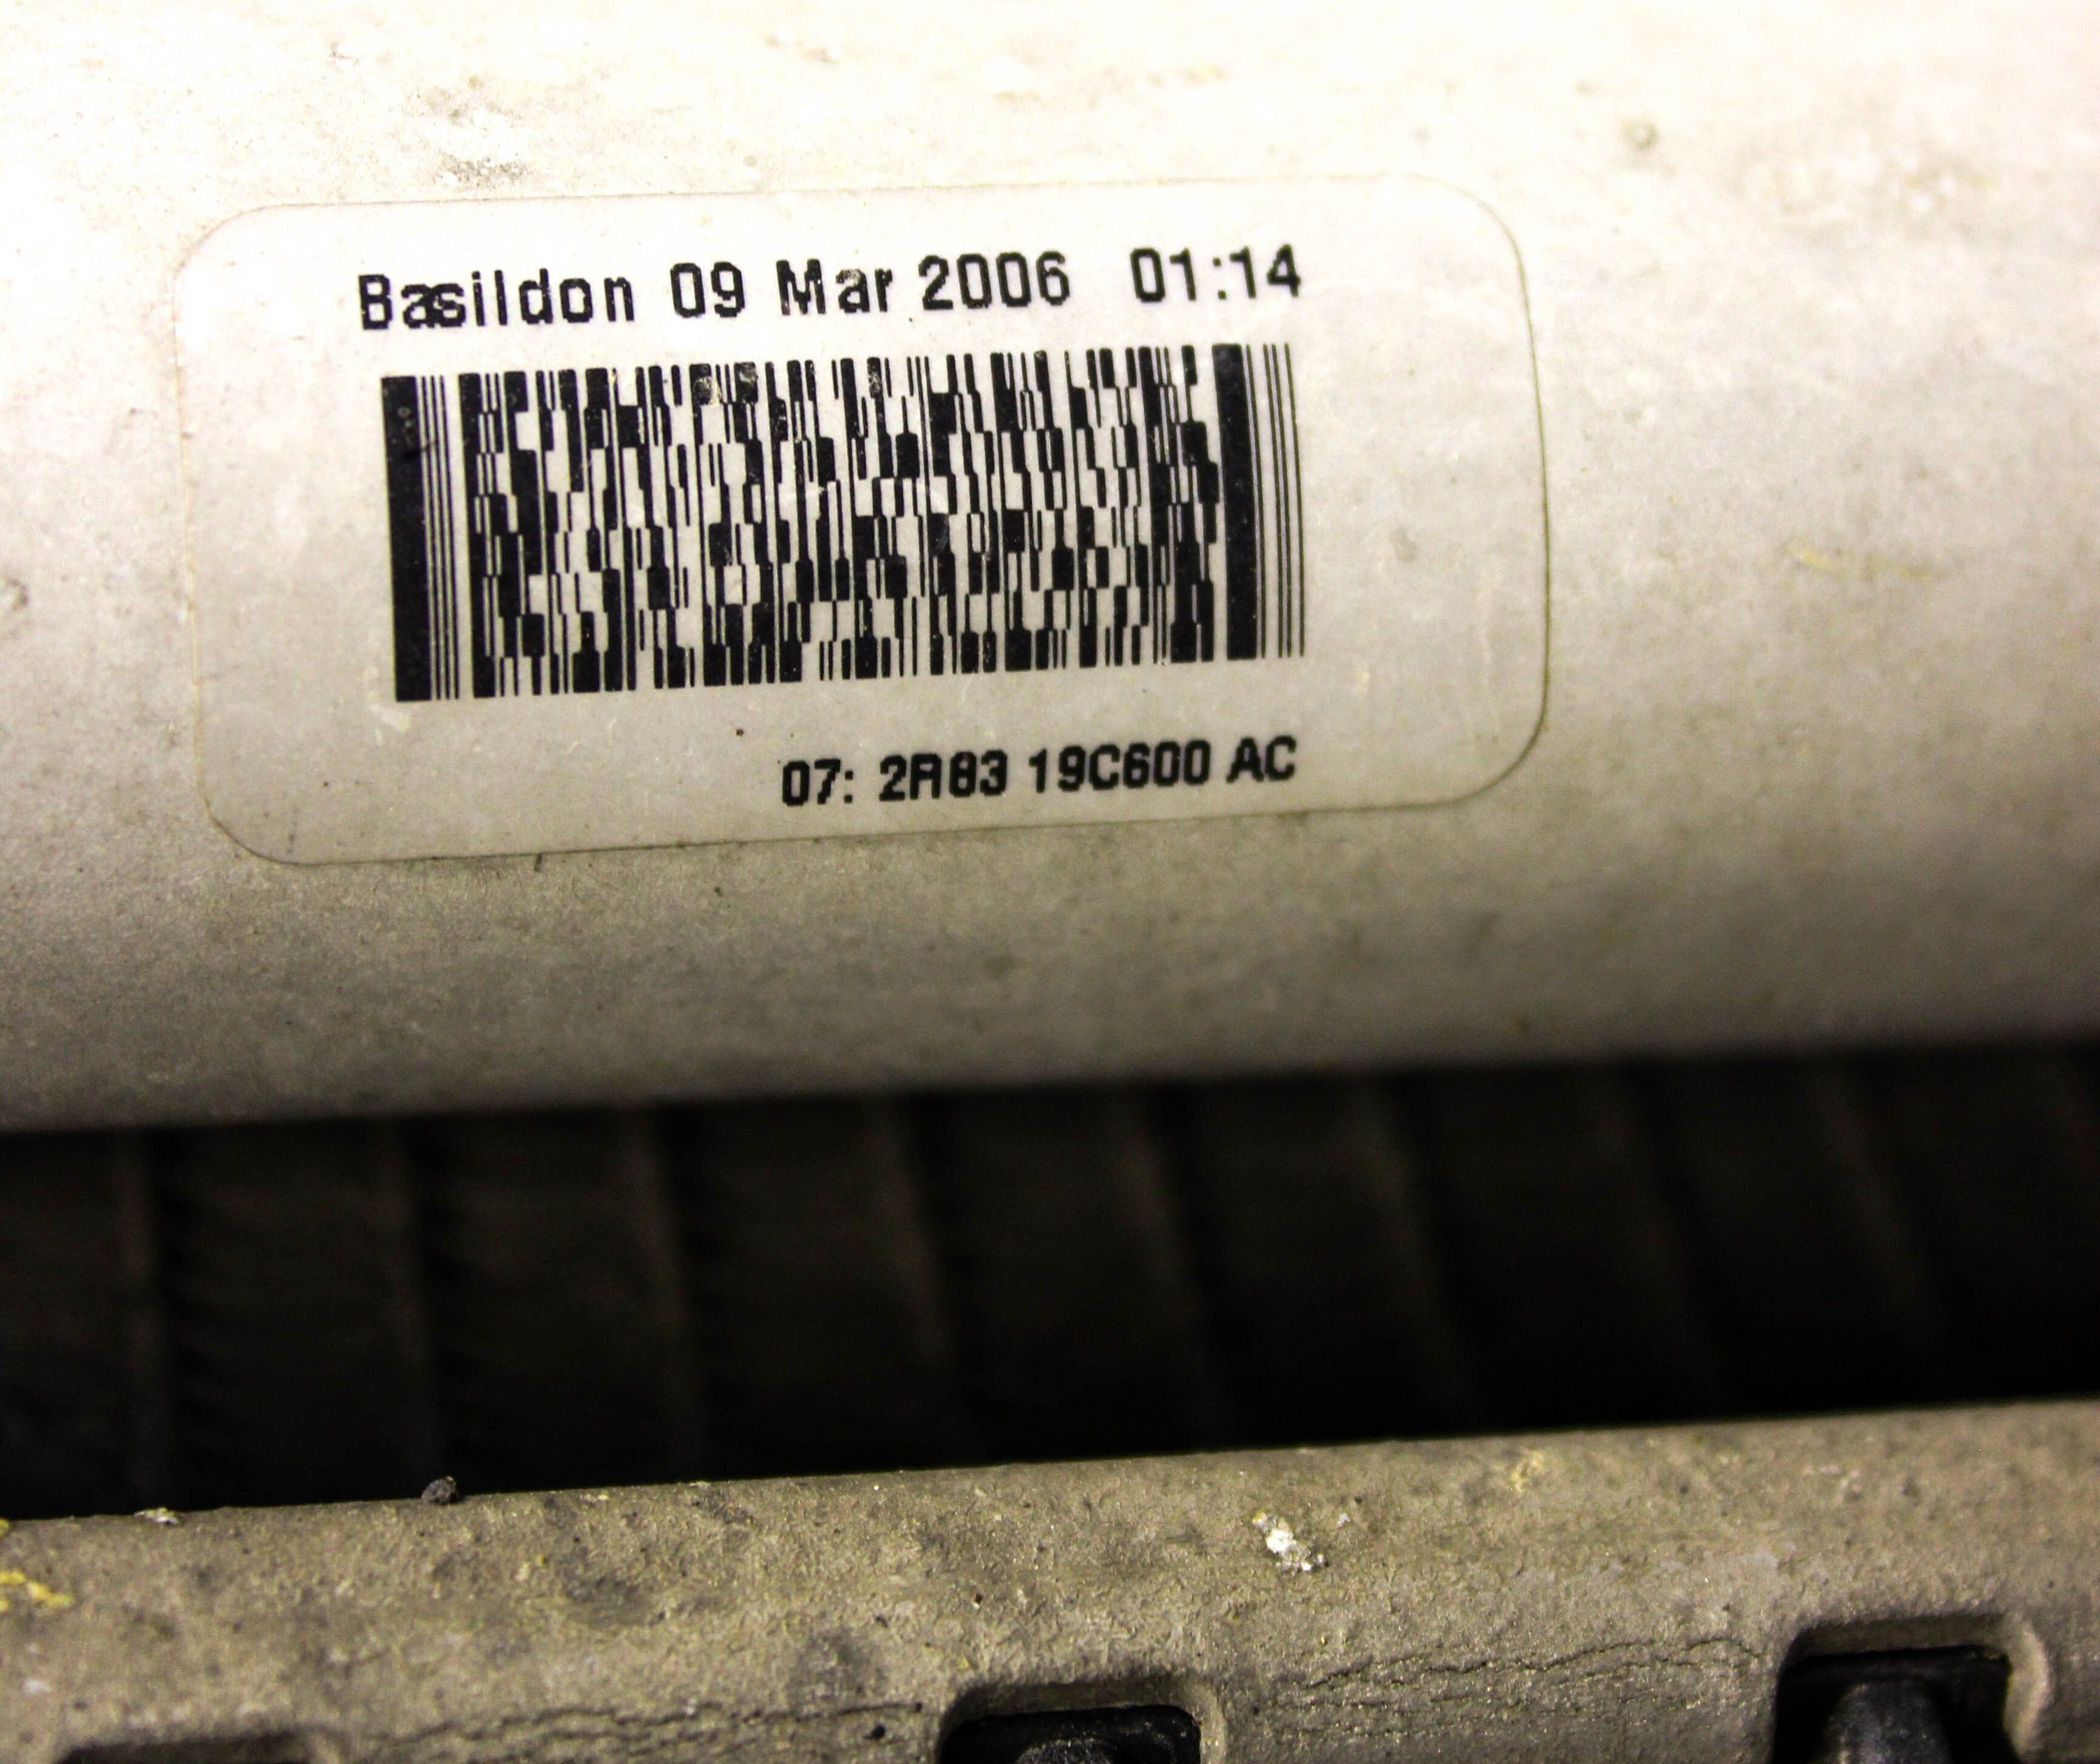 Basildon 09 Mar 2006 01:14
07: 2R83 19C600 AC